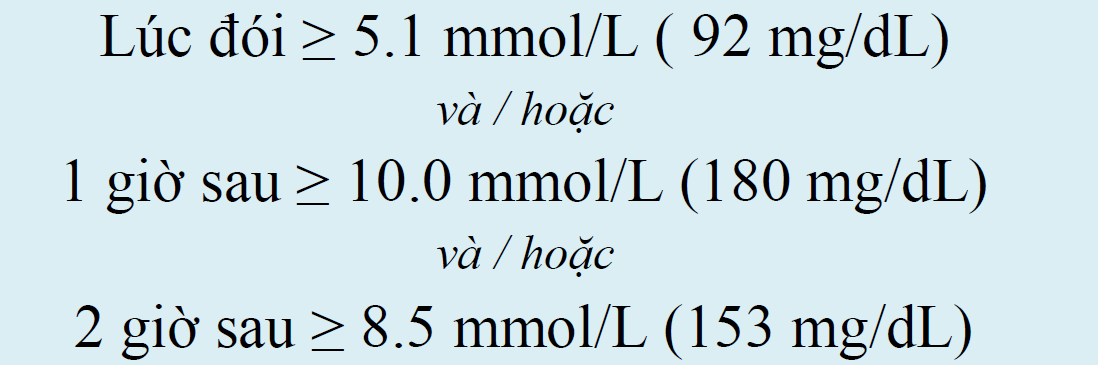 Lúc đói ≥ 5.1 mmol/L ( 92 mg/dL)
và / hoặc
1 giờ sau ≥ 10.0 mmol/L (180 mg/dL)
và / hoặc
2 giờ sau ≥ 8.5 mmol/L (153 mg/dL)